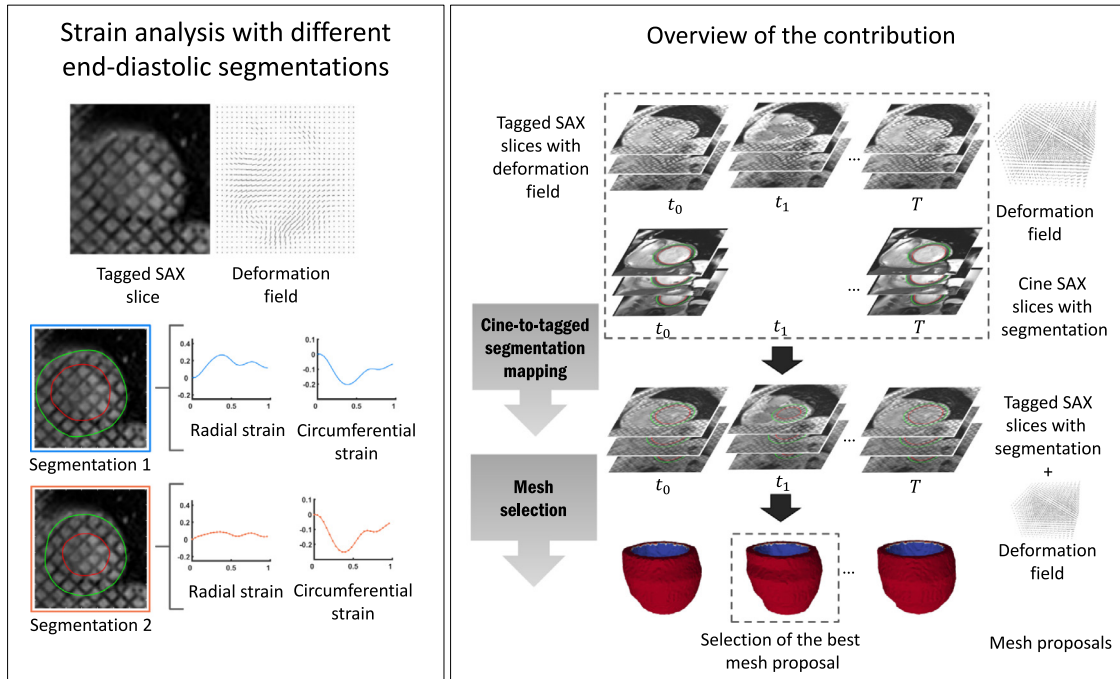 Strain analysis with different
end-diastolic segmentations
Tagged SAX
slice
Deformation
field
0.4
0.2
0
0
0.5
1
Radial strain
0.1
0
-0.1
-0.2
0
0.5
1
Circumferential
strain
Segmentation 1
0.4
0.2
0
0
0.5
1
Radial strain
0.1
0
-0.1
-0.2
0
0.5
1
Circumferential
strain
Segmentation 2
Overview of the contribution
Tagged SAX
slices with
deformation
field
...
t0
t1
T
Deformation
field
...
t0
t1
T
Cine SAX
slices with
segmentation
Cine-to-tagged
segmentation
mapping
...
t0
t1
T
Tagged SAX
slices with
segmentation
+
Deformation
field
Mesh
selection
...
Selection of the best
mesh proposal
Mesh proposals